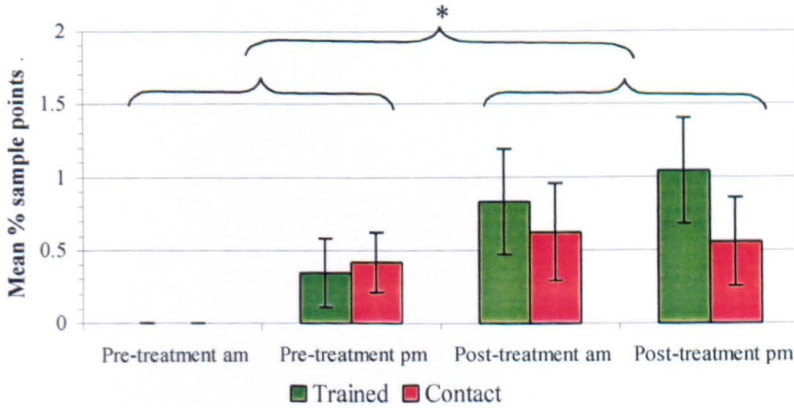 *
Mean % sample points .
2
1.5
1
0.5
0
Pre-treatment am Pre-treatment pm Post-treatment am Post-treatment pm
Trained Contact